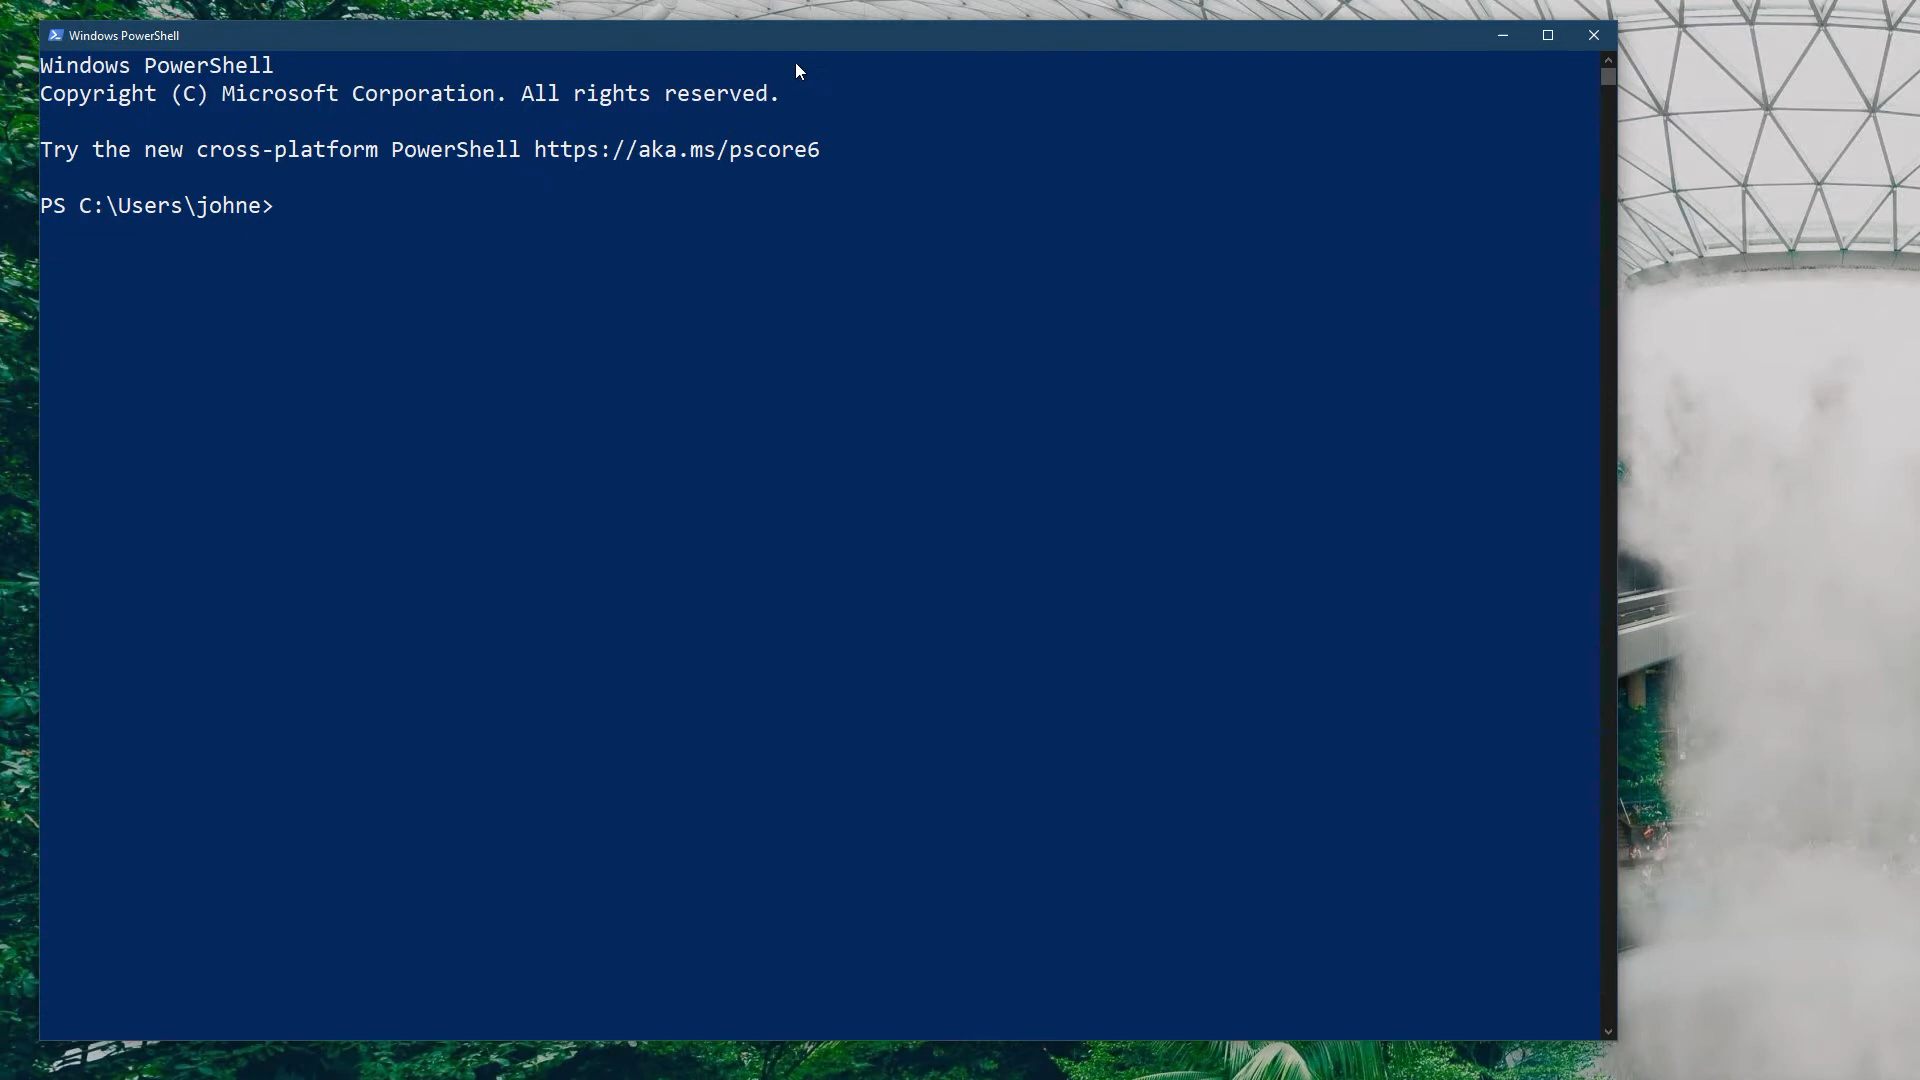 Windows PowerShell
Windows PowerShell
Copyright (C) Microsoft Corporation. All rights reserved.
Try the new cross-platform PowerShell https://aka.ms/pscore6
PS C:\Users\johne>